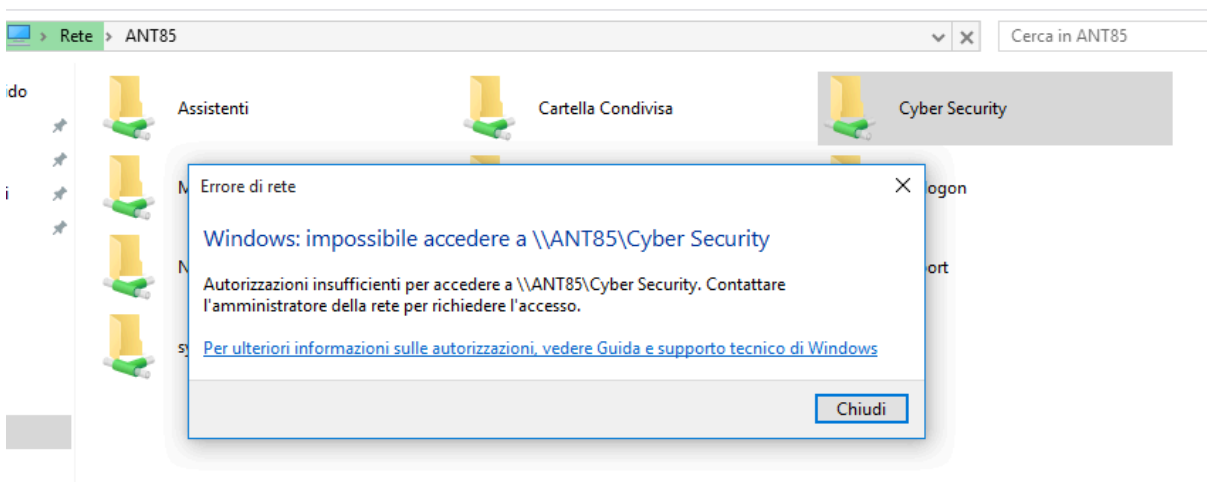 Rete > ANT85
Cerca in ANT85
Assistenti
Cartella Condivisa
Cyber Security
Errore di rete
Windows: impossibile accedere a \\ANT85\Cyber Security
Autorizzazioni insufficienti per accedere a \\ANT85\Cyber Security. Contattare
l'amministratore della rete per richiedere l'accesso.
Per ulteriori informazioni sulle autorizzazioni, vedere Guida e supporto tecnico di Windows
Chiudi